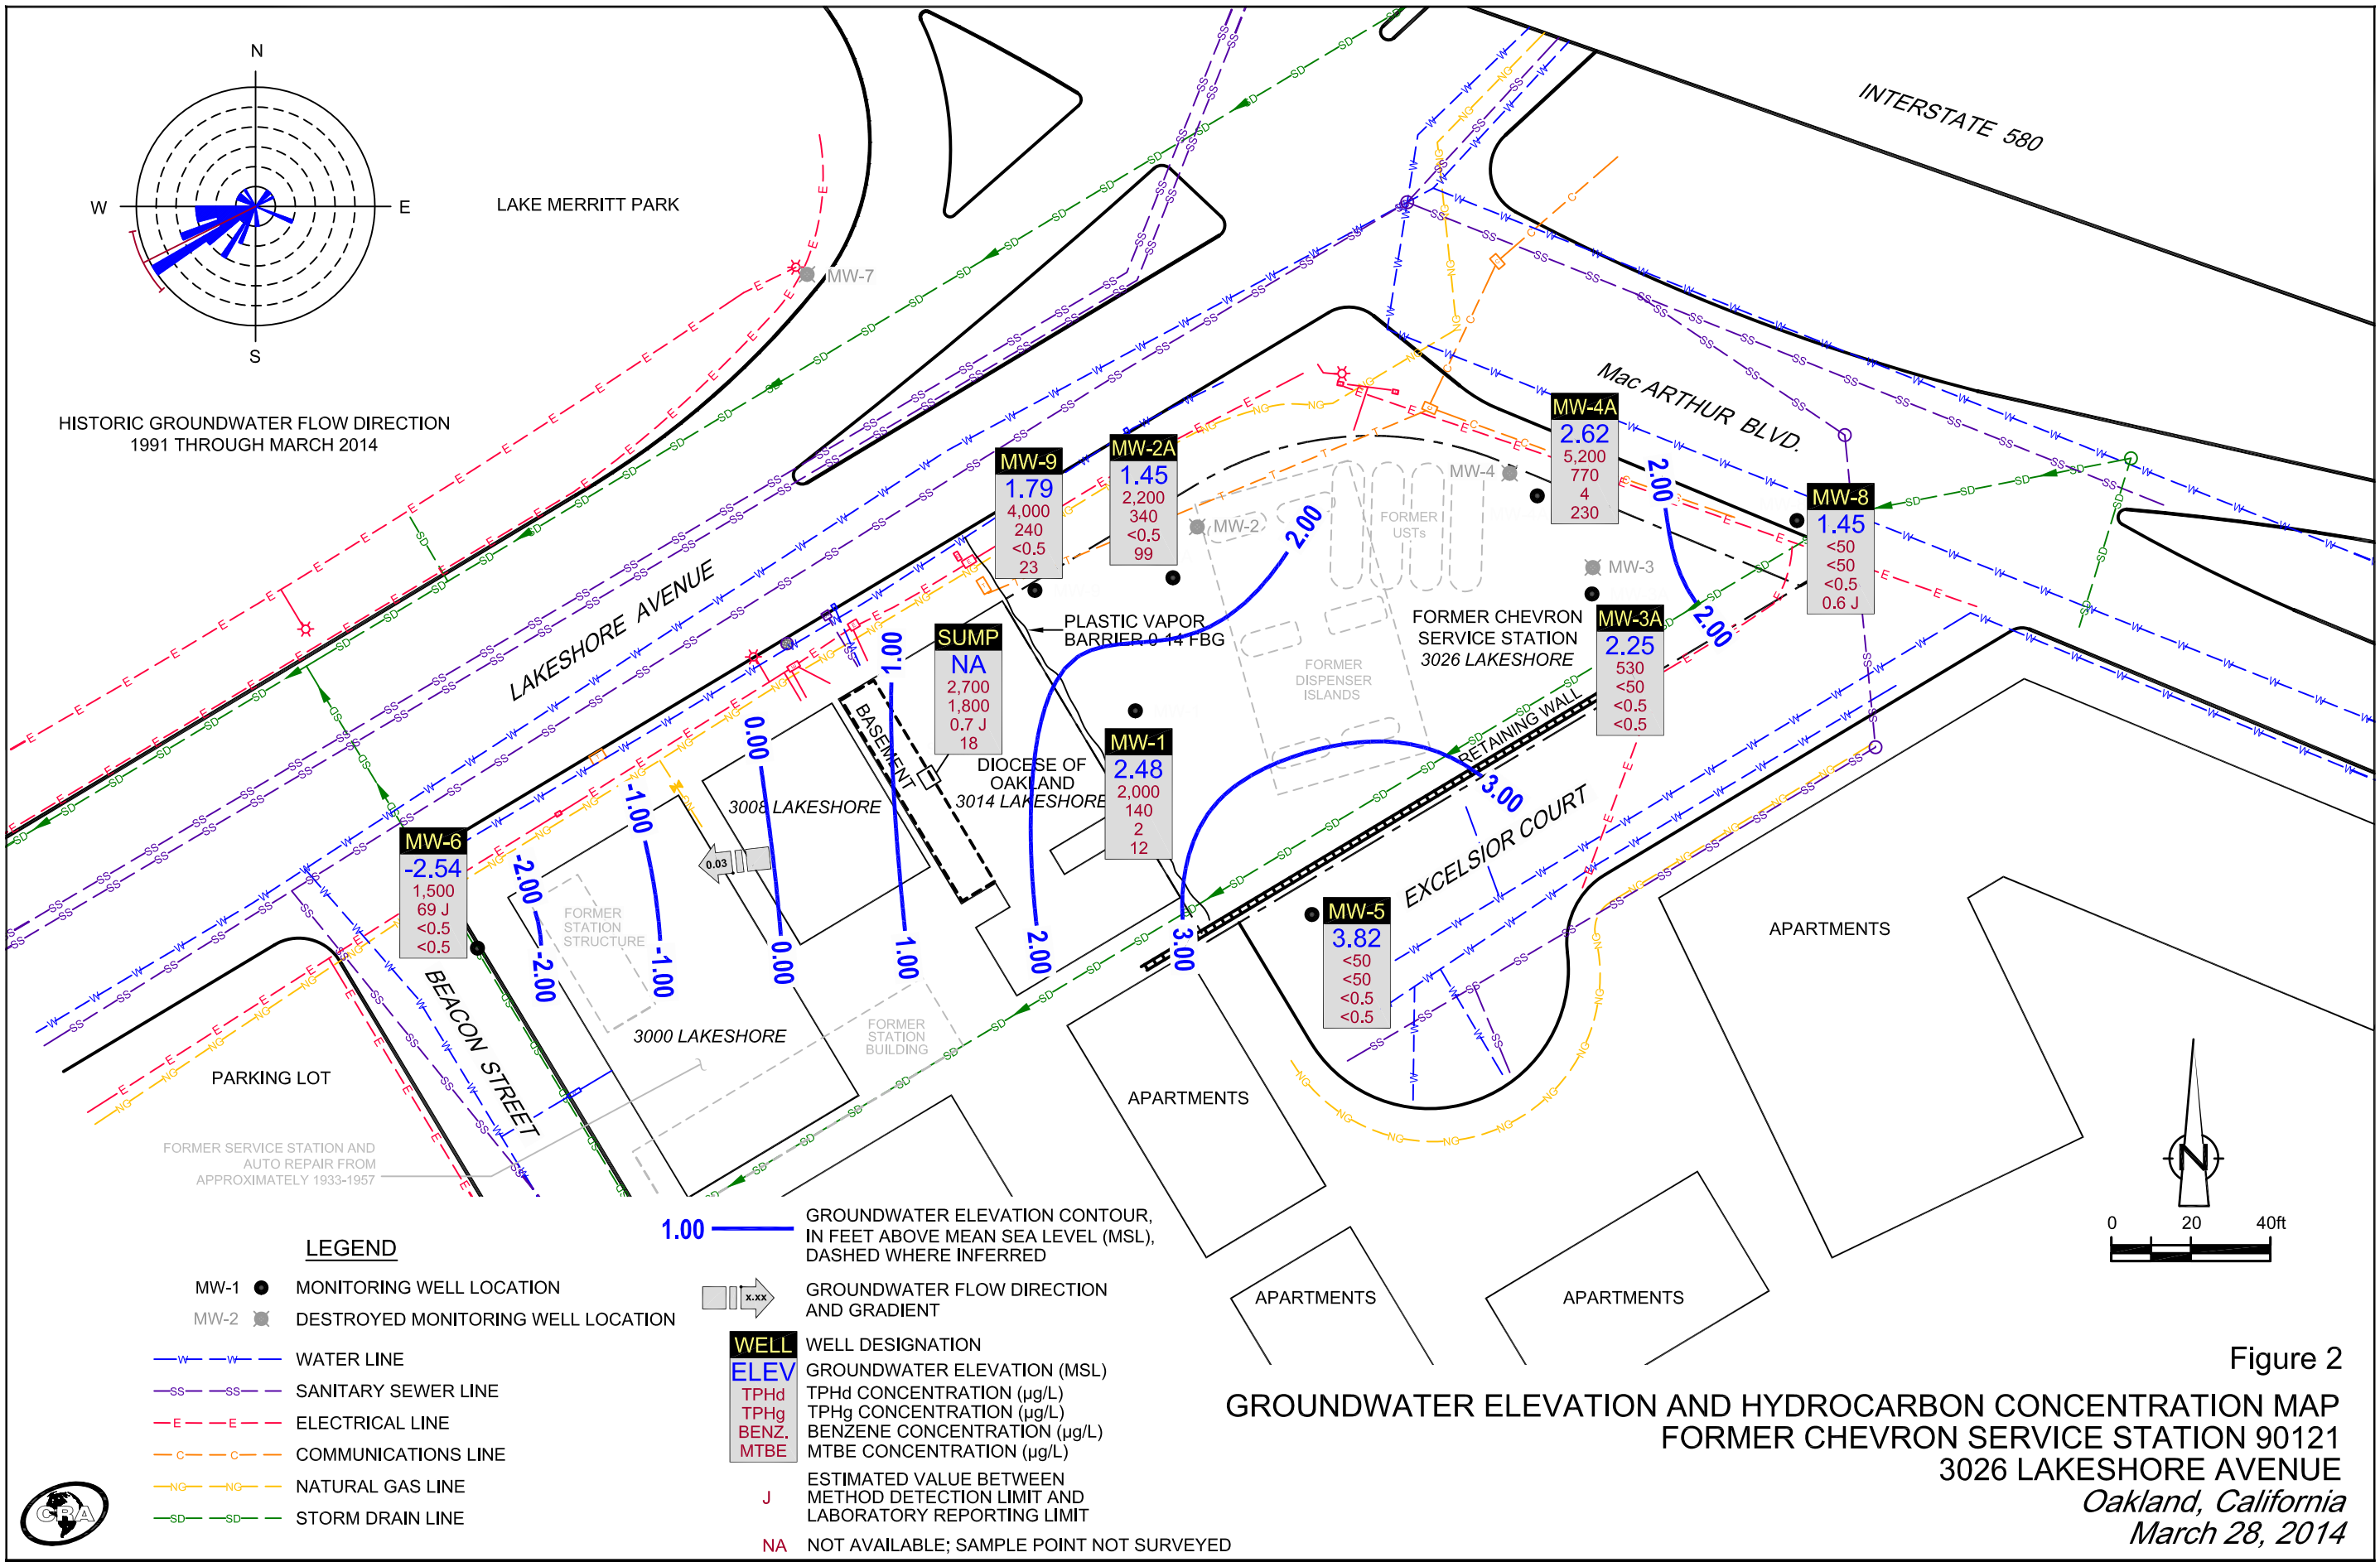 N
W
E
S
HISTORIC GROUNDWATER FLOW DIRECTION
1991 THROUGH MARCH 2014
LAKE MERRITT PARK
INTERSTATE 580
Mac ARTHUR BLVD.
LAKESHORE AVENUE
EXCELSIOR COURT
BEACON STREET
MW-7
MW-9
1.79
4,000
240
<0.5
23
MW-2A
1.45
2,200
340
<0.5
99
MW-2
MW-4
MW-4A
2.62
5,200
770
4
230
MW-8
1.45
<50
<50
<0.5
0.6 J
MW-3
MW-3A
2.25
530
<50
<0.5
<0.5
SUMP
NA
2,700
1,800
0.7 J
18
MW-1
2.48
2,000
140
2
12
MW-5
3.82
<50
<50
<0.5
<0.5
MW-6
-2.54
1,500
69 J
<0.5
<0.5
FORMER
USTs
FORMER
DISPENSER
ISLANDS
FORMER CHEVRON
SERVICE STATION
3026 LAKESHORE
PLASTIC VAPOR
BARRIER 0-14 FBG
RETAINING WALL
BASEMENT
DIOCESE OF
OAKLAND
3014 LAKESHORE
3008 LAKESHORE
3000 LAKESHORE
0.03
FORMER
STATION
STRUCTURE
FORMER
STATION
BUILDING
PARKING LOT
FORMER SERVICE STATION AND
AUTO REPAIR FROM
APPROXIMATELY 1933-1957
APARTMENTS
APARTMENTS
APARTMENTS
APARTMENTS
2.00
2.00
2.00
2.00
3.00
3.00
1.00
1.00
0.00
0.00
-1.00
-1.00
-2.00
-2.00
N
0 20 40ft
LEGEND
MW-1 MONITORING WELL LOCATION
MW-2 DESTROYED MONITORING WELL LOCATION
W W WATER LINE
SS SS SANITARY SEWER LINE
E E ELECTRICAL LINE
C C COMMUNICATIONS LINE
NG NG NATURAL GAS LINE
SD SD STORM DRAIN LINE
1.00 GROUNDWATER ELEVATION CONTOUR,
IN FEET ABOVE MEAN SEA LEVEL (MSL),
DASHED WHERE INFERRED
x.xx GROUNDWATER FLOW DIRECTION
AND GRADIENT
WELL WELL DESIGNATION
ELEV GROUNDWATER ELEVATION (MSL)
TPHd TPHd CONCENTRATION (µg/L)
TPHg TPHg CONCENTRATION (µg/L)
BENZ. BENZENE CONCENTRATION (µg/L)
MTBE MTBE CONCENTRATION (µg/L)
J ESTIMATED VALUE BETWEEN
METHOD DETECTION LIMIT AND
LABORATORY REPORTING LIMIT
NA NOT AVAILABLE; SAMPLE POINT NOT SURVEYED
CRA
Figure 2
GROUNDWATER ELEVATION AND HYDROCARBON CONCENTRATION MAP
FORMER CHEVRON SERVICE STATION 90121
3026 LAKESHORE AVENUE
Oakland, California
March 28, 2014